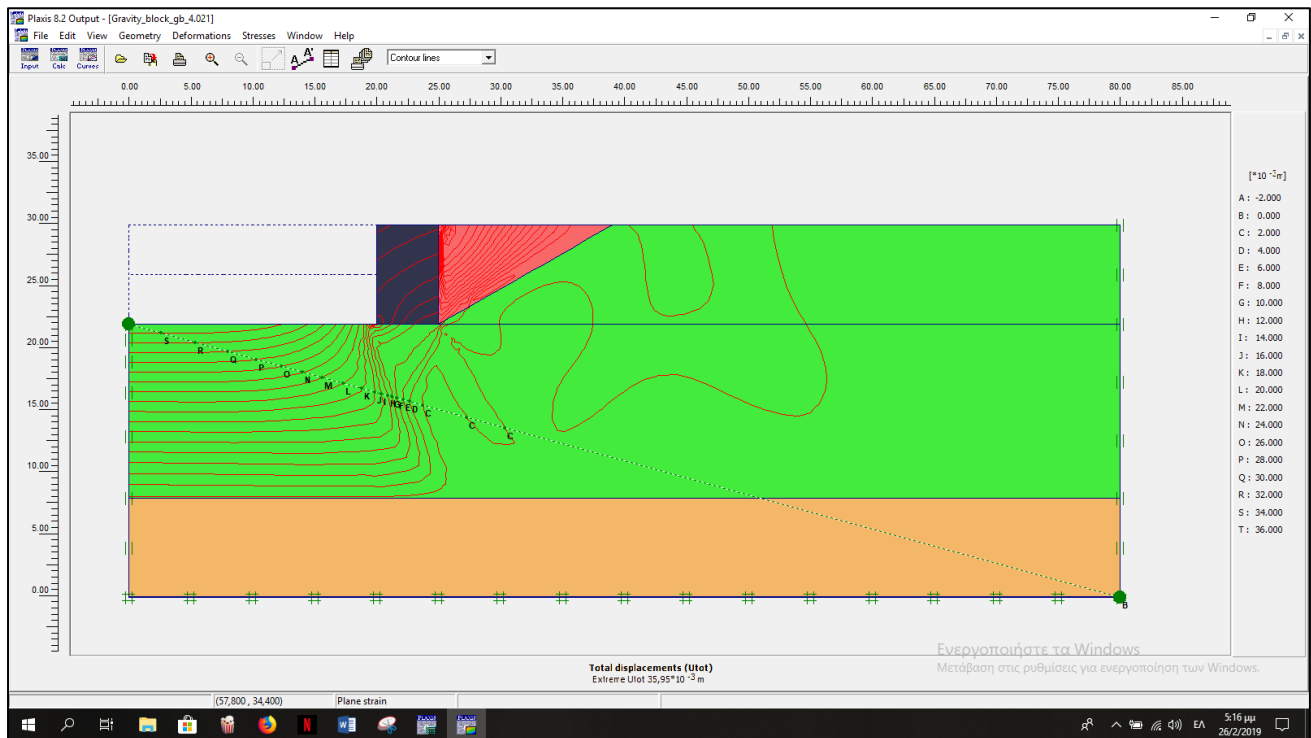 Plaxis 8.2 Output - [Gravity_block_gb_4.021]
File Edit View Geometry Deformations Stresses Window Help
Input Calc Curves Contour lines
0.00 5.00 10.00 15.00 20.00 25.00 30.00 35.00 40.00 45.00 50.00 55.00 60.00 65.00 70.00 75.00 80.00 85.00
35.00
30.00
25.00
20.00
15.00
10.00
5.00
0.00
S
R
Q
P
O
N
M
L
K
J I H G F E D C
C
C
B
[*10 -3m]
A : -2.000
B : 0.000
C : 2.000
D : 4.000
E : 6.000
F : 8.000
G : 10.000
H : 12.000
I : 14.000
J : 16.000
K : 18.000
L : 20.000
M : 22.000
N : 24.000
O : 26.000
P : 28.000
Q : 30.000
R : 32.000
S : 34.000
T : 36.000
Ενεργοποιήστε τα Windows
Μετάβαση στις ρυθμίσεις για ενεργοποίηση των Windows.
Total displacements (Utot)
Extreme Utot 35,95*10 -3 m
(57,800 , 34,400) Plane strain
ΕΛ 5:16 μμ
26/2/2019